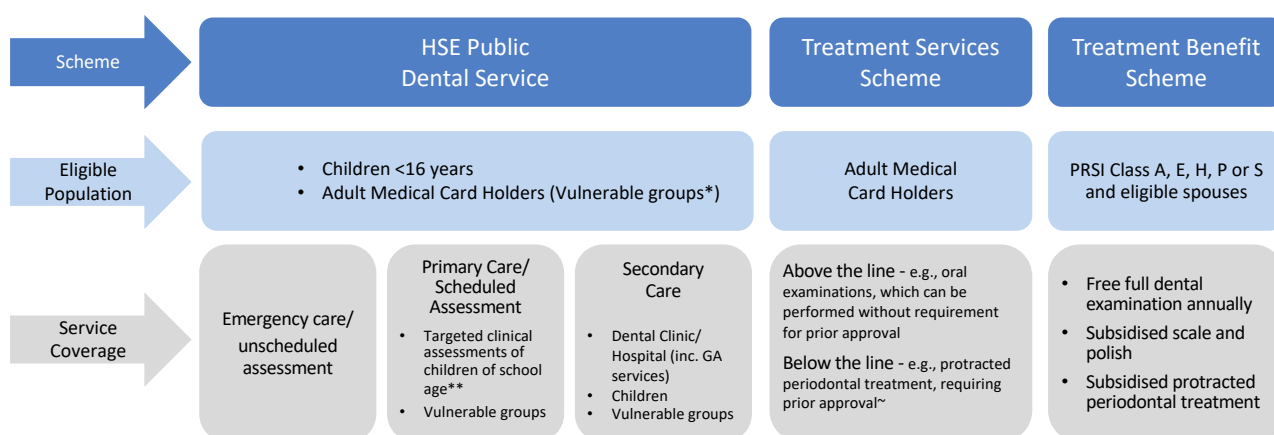 Scheme
HSE Public
Dental Service
Treatment Services
Scheme
Treatment Benefit
Scheme
Eligible
Population
• Children <16 years
• Adult Medical Card Holders (Vulnerable groups*)
Adult Medical
Card Holders
PRSI Class A, E, H, P or S
and eligible spouses
Service
Coverage
Emergency care/
unscheduled
assessment
Primary Care/
Scheduled
Assessment
• Targeted clinical
assessments of
children of school
age**
• Vulnerable groups
Secondary
Care
• Dental Clinic/
Hospital (inc. GA
services)
• Children
• Vulnerable groups
Above the line - e.g., oral
examinations, which can be
performed without requirement
for prior approval
Below the line - e.g., protracted
periodontal treatment, requiring
prior approval~
• Free full dental
examination annually
• Subsidised scale and
polish
• Subsidised protracted
periodontal treatment